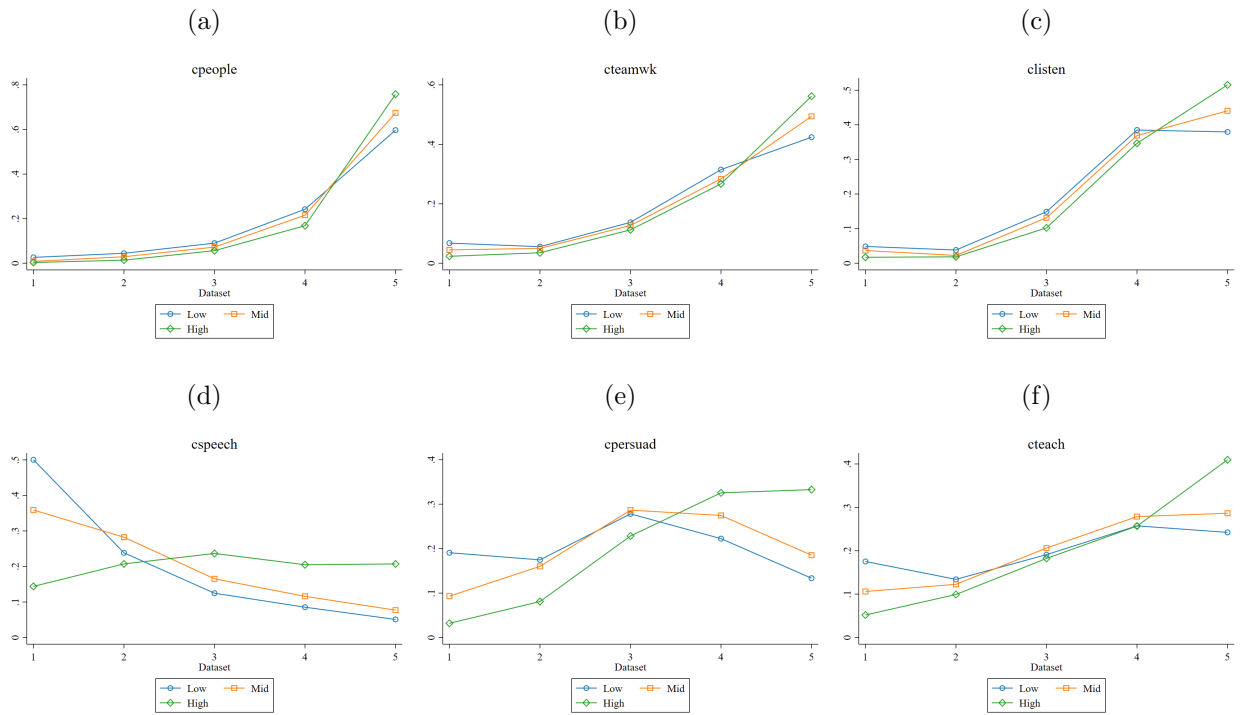 (a)
cpeople
.8
.6
.4
.2
0
1 2 3 4 5
Dataset
Low Mid
High
(b)
cteamwk
.6
.4
.2
0
1 2 3 4 5
Dataset
Low Mid
High
(c)
clisten
.5
.4
.3
.2
.1
0
1 2 3 4 5
Dataset
Low Mid
High
(d)
cspeech
.5
.4
.3
.2
.1
0
1 2 3 4 5
Dataset
Low Mid
High
(e)
cpersuad
.4
.3
.2
.1
0
1 2 3 4 5
Dataset
Low Mid
High
(f)
cteach
.4
.3
.2
.1
0
1 2 3 4 5
Dataset
Low Mid
High